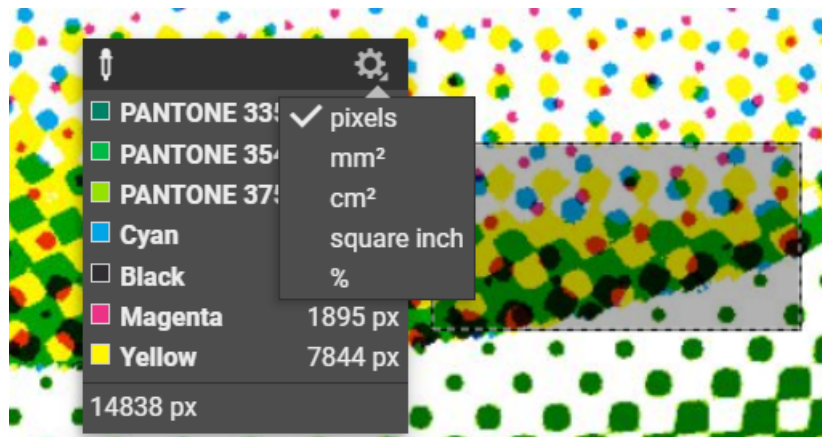 PANTONE 335
pixels
PANTONE 354
mm²
PANTONE 375
cm²
Cyan
square inch
Black
%
Magenta 1895 px
Yellow 7844 px
14838 px